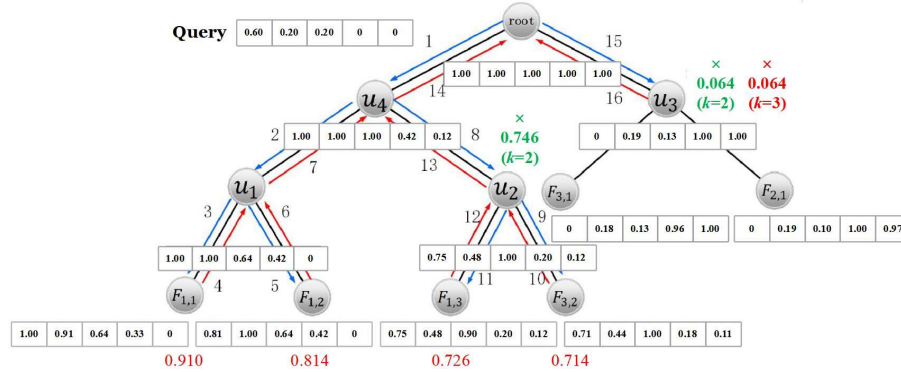 Query 0.60 0.20 0.20 0 0
root
1 15
1.00 1.00 1.00 1.00 1.00
14 16
× ×
0.064 0.064
(k=2) (k=3)
u4 u3
2 8
1.00 1.00 1.00 0.42 0.12
7 13
×
0.746
(k=2)
0 0.19 0.13 1.00 1.00
u1 u2
F3,1 F2,1
3 6 12 9
0 0.18 0.13 0.96 1.00
0 0.19 0.10 1.00 0.97
1.00 1.00 0.64 0.42 0
0.75 0.48 1.00 0.20 0.12
4 5 11 10
F1,1 F1,2 F1,3 F3,2
1.00 0.91 0.64 0.33 0
0.81 1.00 0.64 0.42 0
0.75 0.48 0.90 0.20 0.12
0.71 0.44 1.00 0.18 0.11
0.910 0.814 0.726 0.714